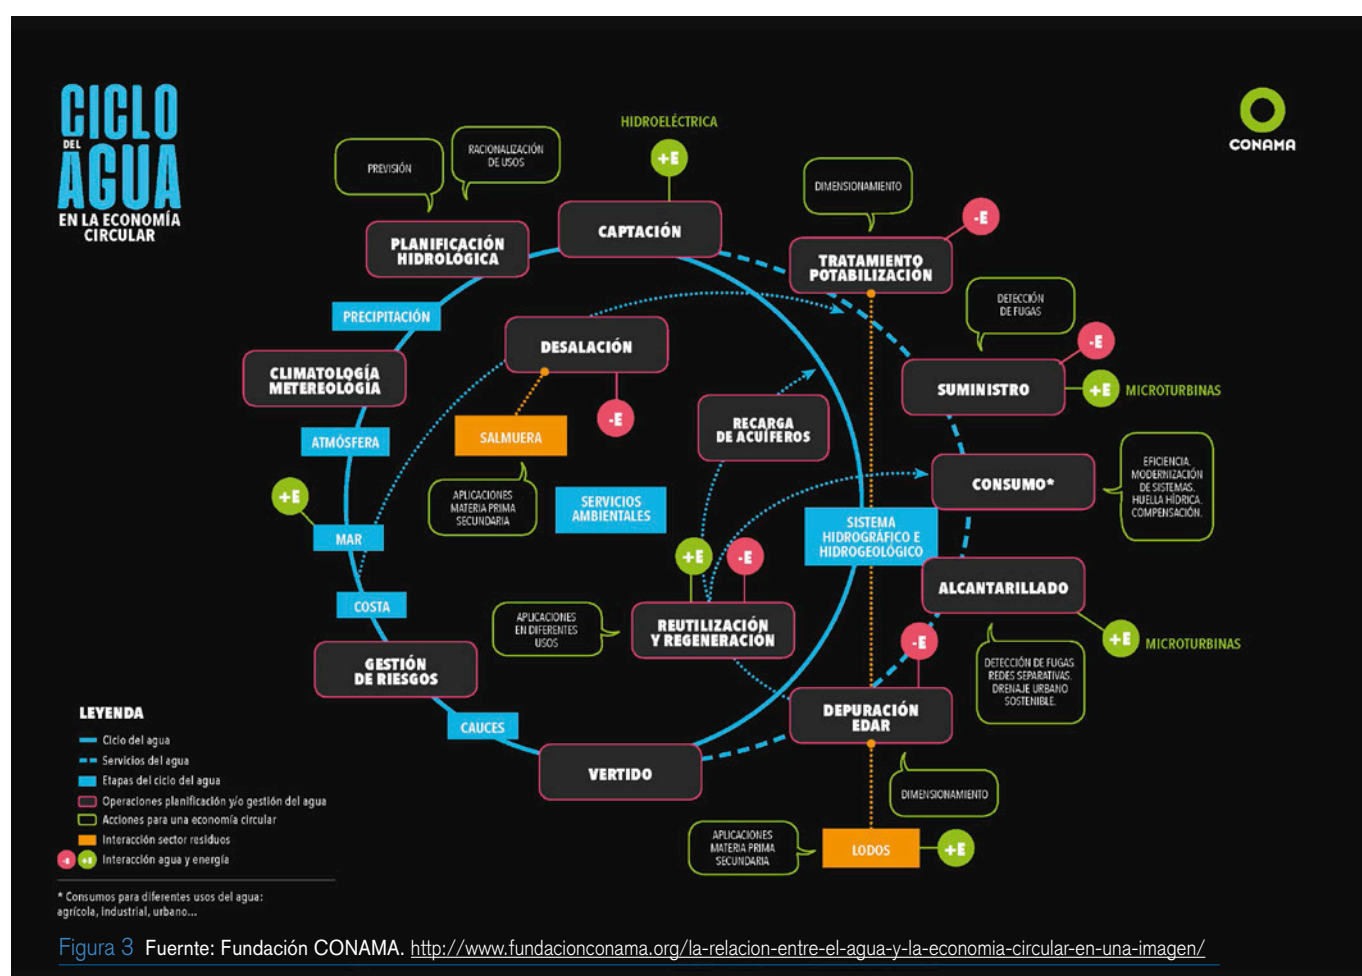 CICLO
DEL
AGUA
EN LA ECONOMÍA
CIRCULAR
CONAMA
HIDROELÉCTRICA
+E
PREVISIÓN
RACIONALIZACIÓN
DE USOS
DIMENSIONAMIENTO
-E
PLANIFICACIÓN
HIDROLÓGICA
CAPTACIÓN
TRATAMIENTO
POTABILIZACIÓN
PRECIPITACIÓN
DETECCIÓN
DE FUGAS
DESALACIÓN
-E
CLIMATOLOGÍA
METEREOLOGÍA
SUMINISTRO
+E
MICROTURBINAS
-E
RECARGA
DE ACUÍFEROS
ATMÓSFERA
SALMUERA
EFICIENCIA.
MODERNIZACIÓN
DE SISTEMAS.
HUELLA HÍDRICA.
COMPENSACIÓN.
CONSUMO*
APLICACIONES
MATERIA PRIMA
SECUNDARIA
SERVICIOS
AMBIENTALES
+E
MAR
SISTEMA
HIDROGRÁFICO E
HIDROGEOLÓGICO
+E
-E
ALCANTARILLADO
COSTA
APLICACIONES
EN DIFERENTES
USOS
REUTILIZACIÓN
Y REGENERACIÓN
-E
+E
MICROTURBINAS
GESTIÓN
DE RIESGOS
DETECCIÓN DE FUGAS.
REDES SEPARATIVAS.
DRENAJE URBANO
SOSTENIBLE.
DEPURACIÓN
EDAR
CAUCES
VERTIDO
DIMENSIONAMIENTO
APLICACIONES
MATERIA PRIMA
SECUNDARIA
LODOS
+E
LEYENDA
Ciclo del agua
Servicios del agua
Etapas del ciclo del agua
Operaciones planificación y/o gestión del agua
Acciones para una economía circular
Interacción sector residuos
-E +E Interacción agua y energía
* Consumos para diferentes usos del agua:
agrícola, industrial, urbano...
Figura 3 Fuernte: Fundación CONAMA. http://www.fundacionconama.org/la-relacion-entre-el-agua-y-la-economia-circular-en-una-imagen/